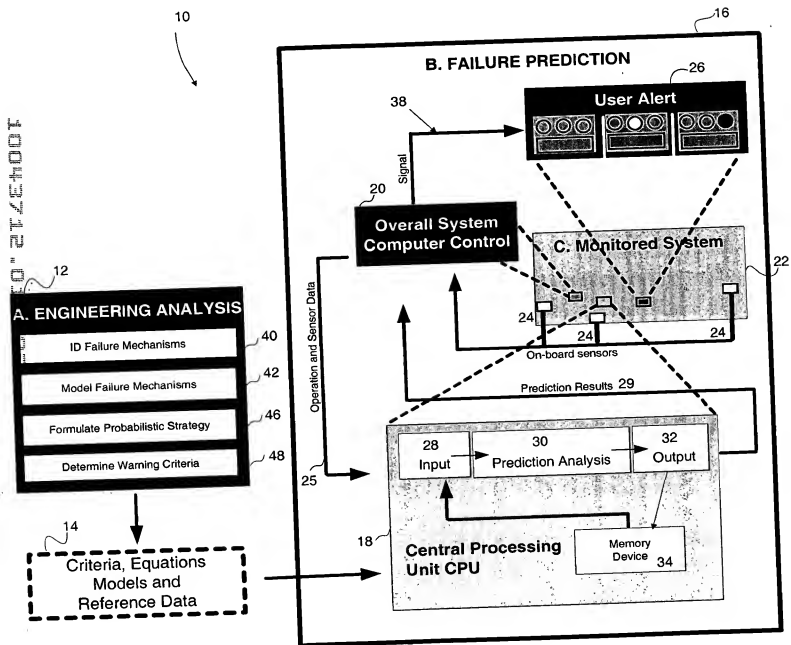 10
16
B. FAILURE PREDICTION
26
User Alert
38
Signal
20
Overall System
Computer Control
C. Monitored System
22
24
24
24
On-board sensors
Operation and Sensor Data
25
Prediction Results 29
12
A. ENGINEERING ANALYSIS
ID Failure Mechanisms
40
Model Failure Mechanisms
42
Formulate Probabilistic Strategy
46
Determine Warning Criteria
48
14
Criteria, Equations
Models and
Reference Data
28
Input
30
Prediction Analysis
32
Output
18
Central Processing
Unit CPU
Memory
Device
34